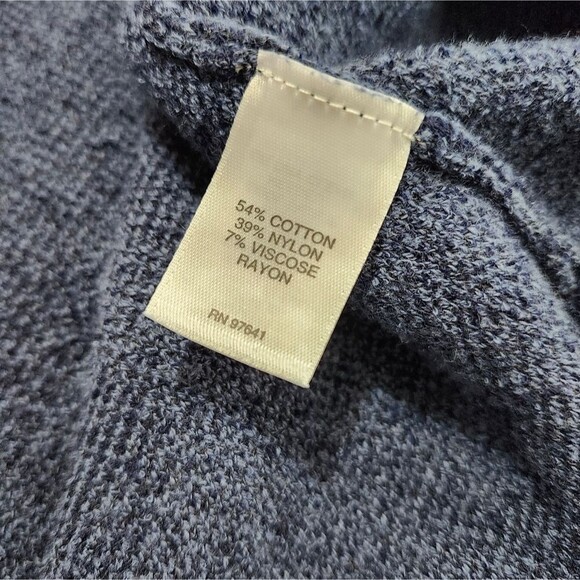 54% COTTON
39% NYLON
7% VISCOSE
RAYON
RN 97641